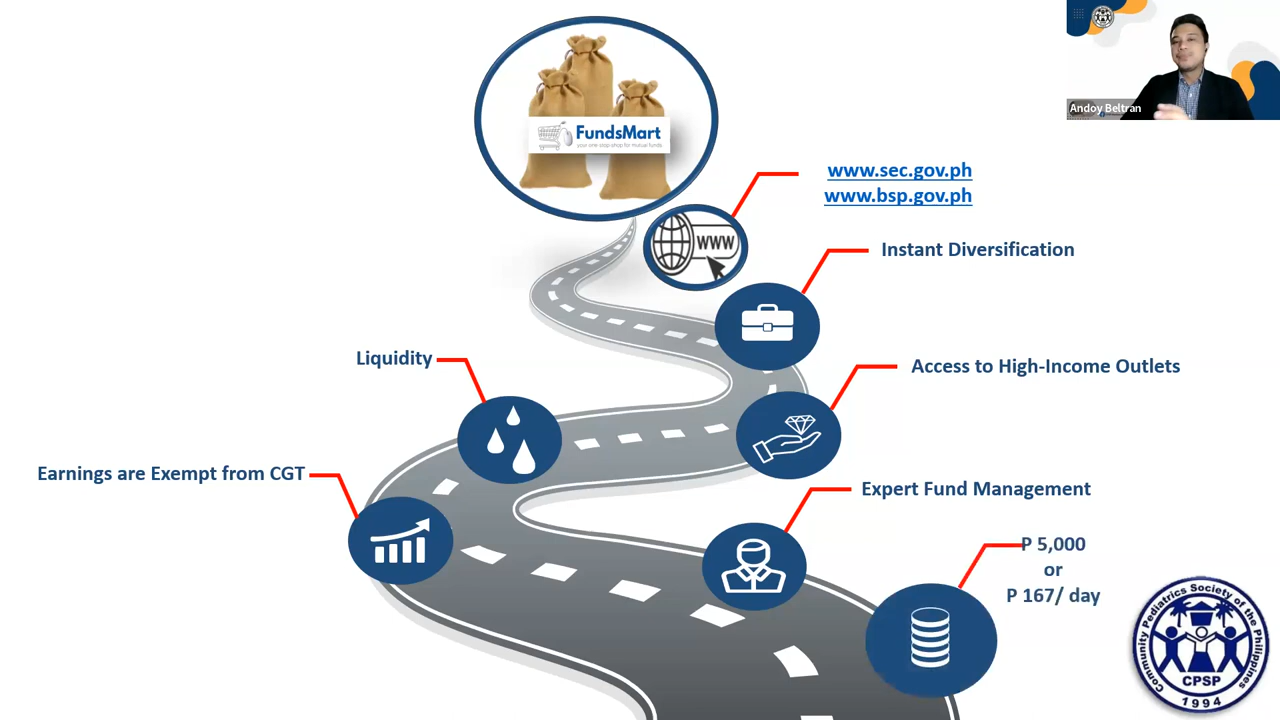 Andoy Beltran
FundsMart
your one stop shop for mutual funds
www.sec.gov.ph
www.bsp.gov.ph
WWW
Instant Diversification
Liquidity
Access to High-Income Outlets
Earnings are Exempt from CGT
Expert Fund Management
P 5,000
or
P 167/ day
Community Pediatrics Society of the Philippines
CPSP
1994